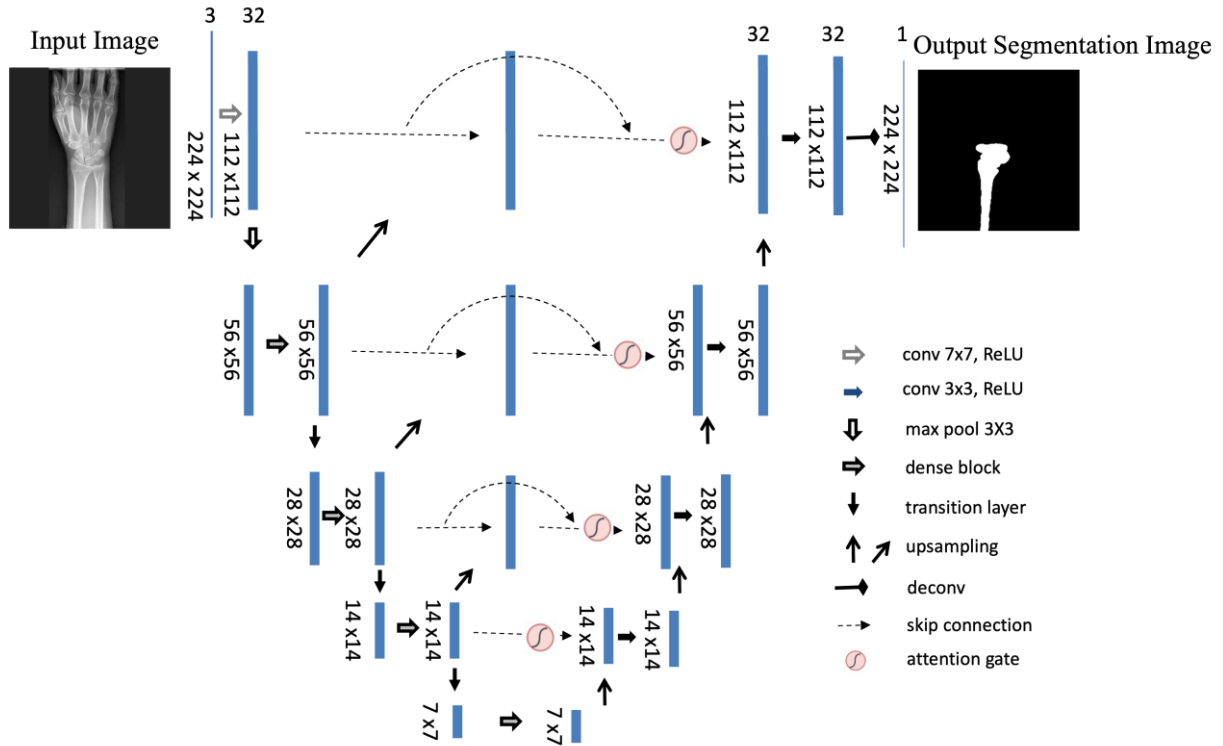 Input Image
3
32
224 x 224
112 x112
32
32
1
Output Segmentation Image
112 x112
112 x112
224 x 224
56 x56
56 x56
56 x56
56 x56
28 x28
28 x28
28 x28
28 x28
14 x14
14 x14
14 x14
14 x14
7 x7
7 x7
conv 7x7, ReLU
conv 3x3, ReLU
max pool 3X3
dense block
transition layer
upsampling
deconv
skip connection
attention gate